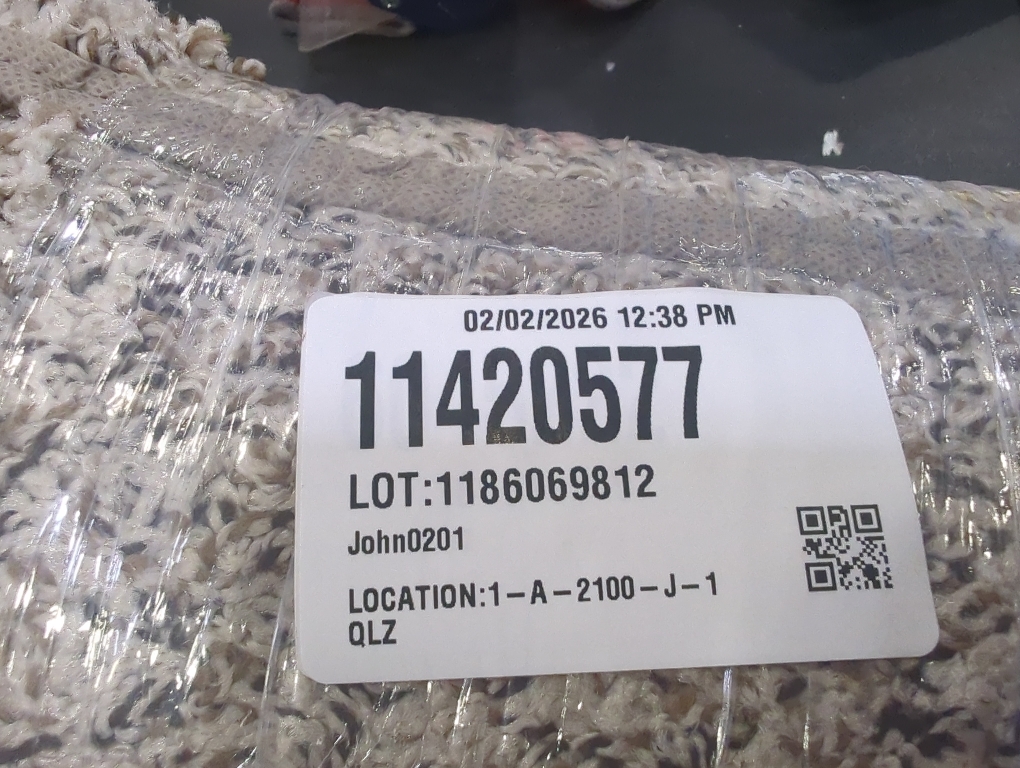 02/02/2026 12:38 PM
11420577
LOT:1186069812
John0201
LOCATION:1-A-2100-J-1
QLZ